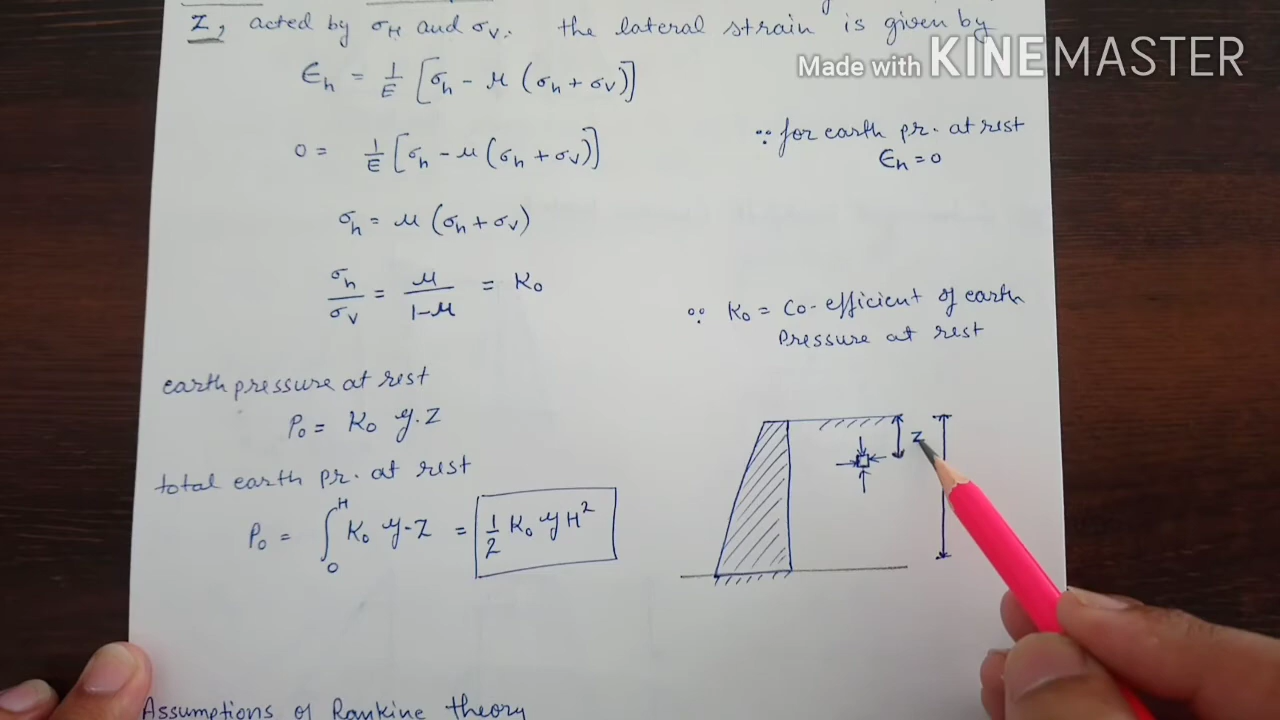 Z, acted by σH and σv. the lateral strain is given by
Made with KINEMASTER
ϵh = 1/E [σh - μ (σh + σv)]
∵ for earth pr. at rest
ϵh = 0
0 = 1/E [σh - μ (σh + σv)]
σh = μ (σh + σv)
σh/σv = μ/1-μ = K0
∵ K0 = Co-efficient of earth
Pressure at rest
earth pressure at rest
P0 = K0 γ.Z
total earth pr. at rest
P0 = ∫0^H K0 γ-Z = 1/2 K0 γH²
Z
Assumptions of Rankine theory